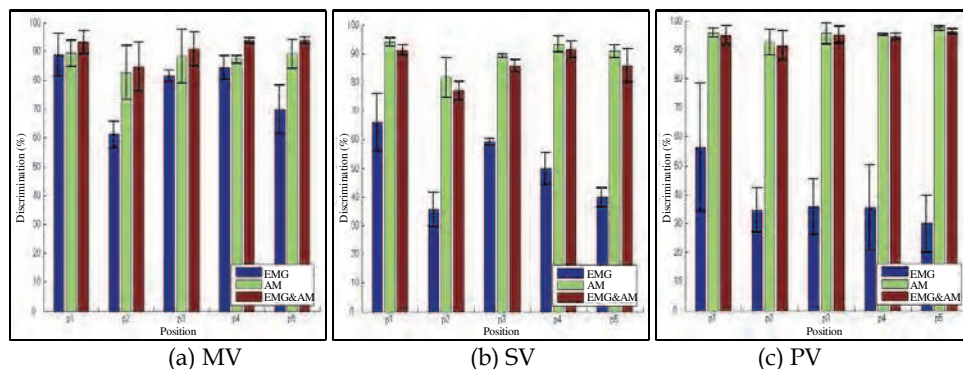 100
90
80
70
60
50
40
30
20
10
0
Discrimination (%)
p1 p2 p3 p4 p5
Position
EMG
AM
EMG&AM
(a) MV
100
90
80
70
60
50
40
30
20
10
0
Discrimination (%)
p1 p2 p3 p4 p5
Position
EMG
AM
EMG&AM
(b) SV
100
90
80
70
60
50
40
30
20
10
0
Discrimination (%)
p1 p2 p3 p4 p5
Position
EMG
AM
EMG&AM
(c) PV